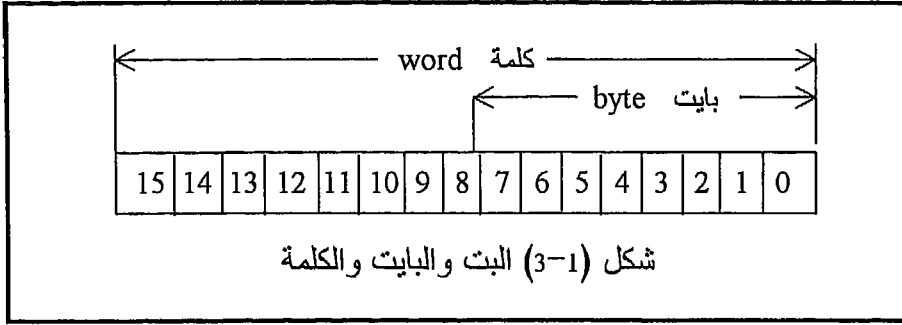 كلمة word
بايت byte
15 14 13 12 11 10 9 8 7 6 5 4 3 2 1 0
شكل (1-3) البت والبايت والكلمة